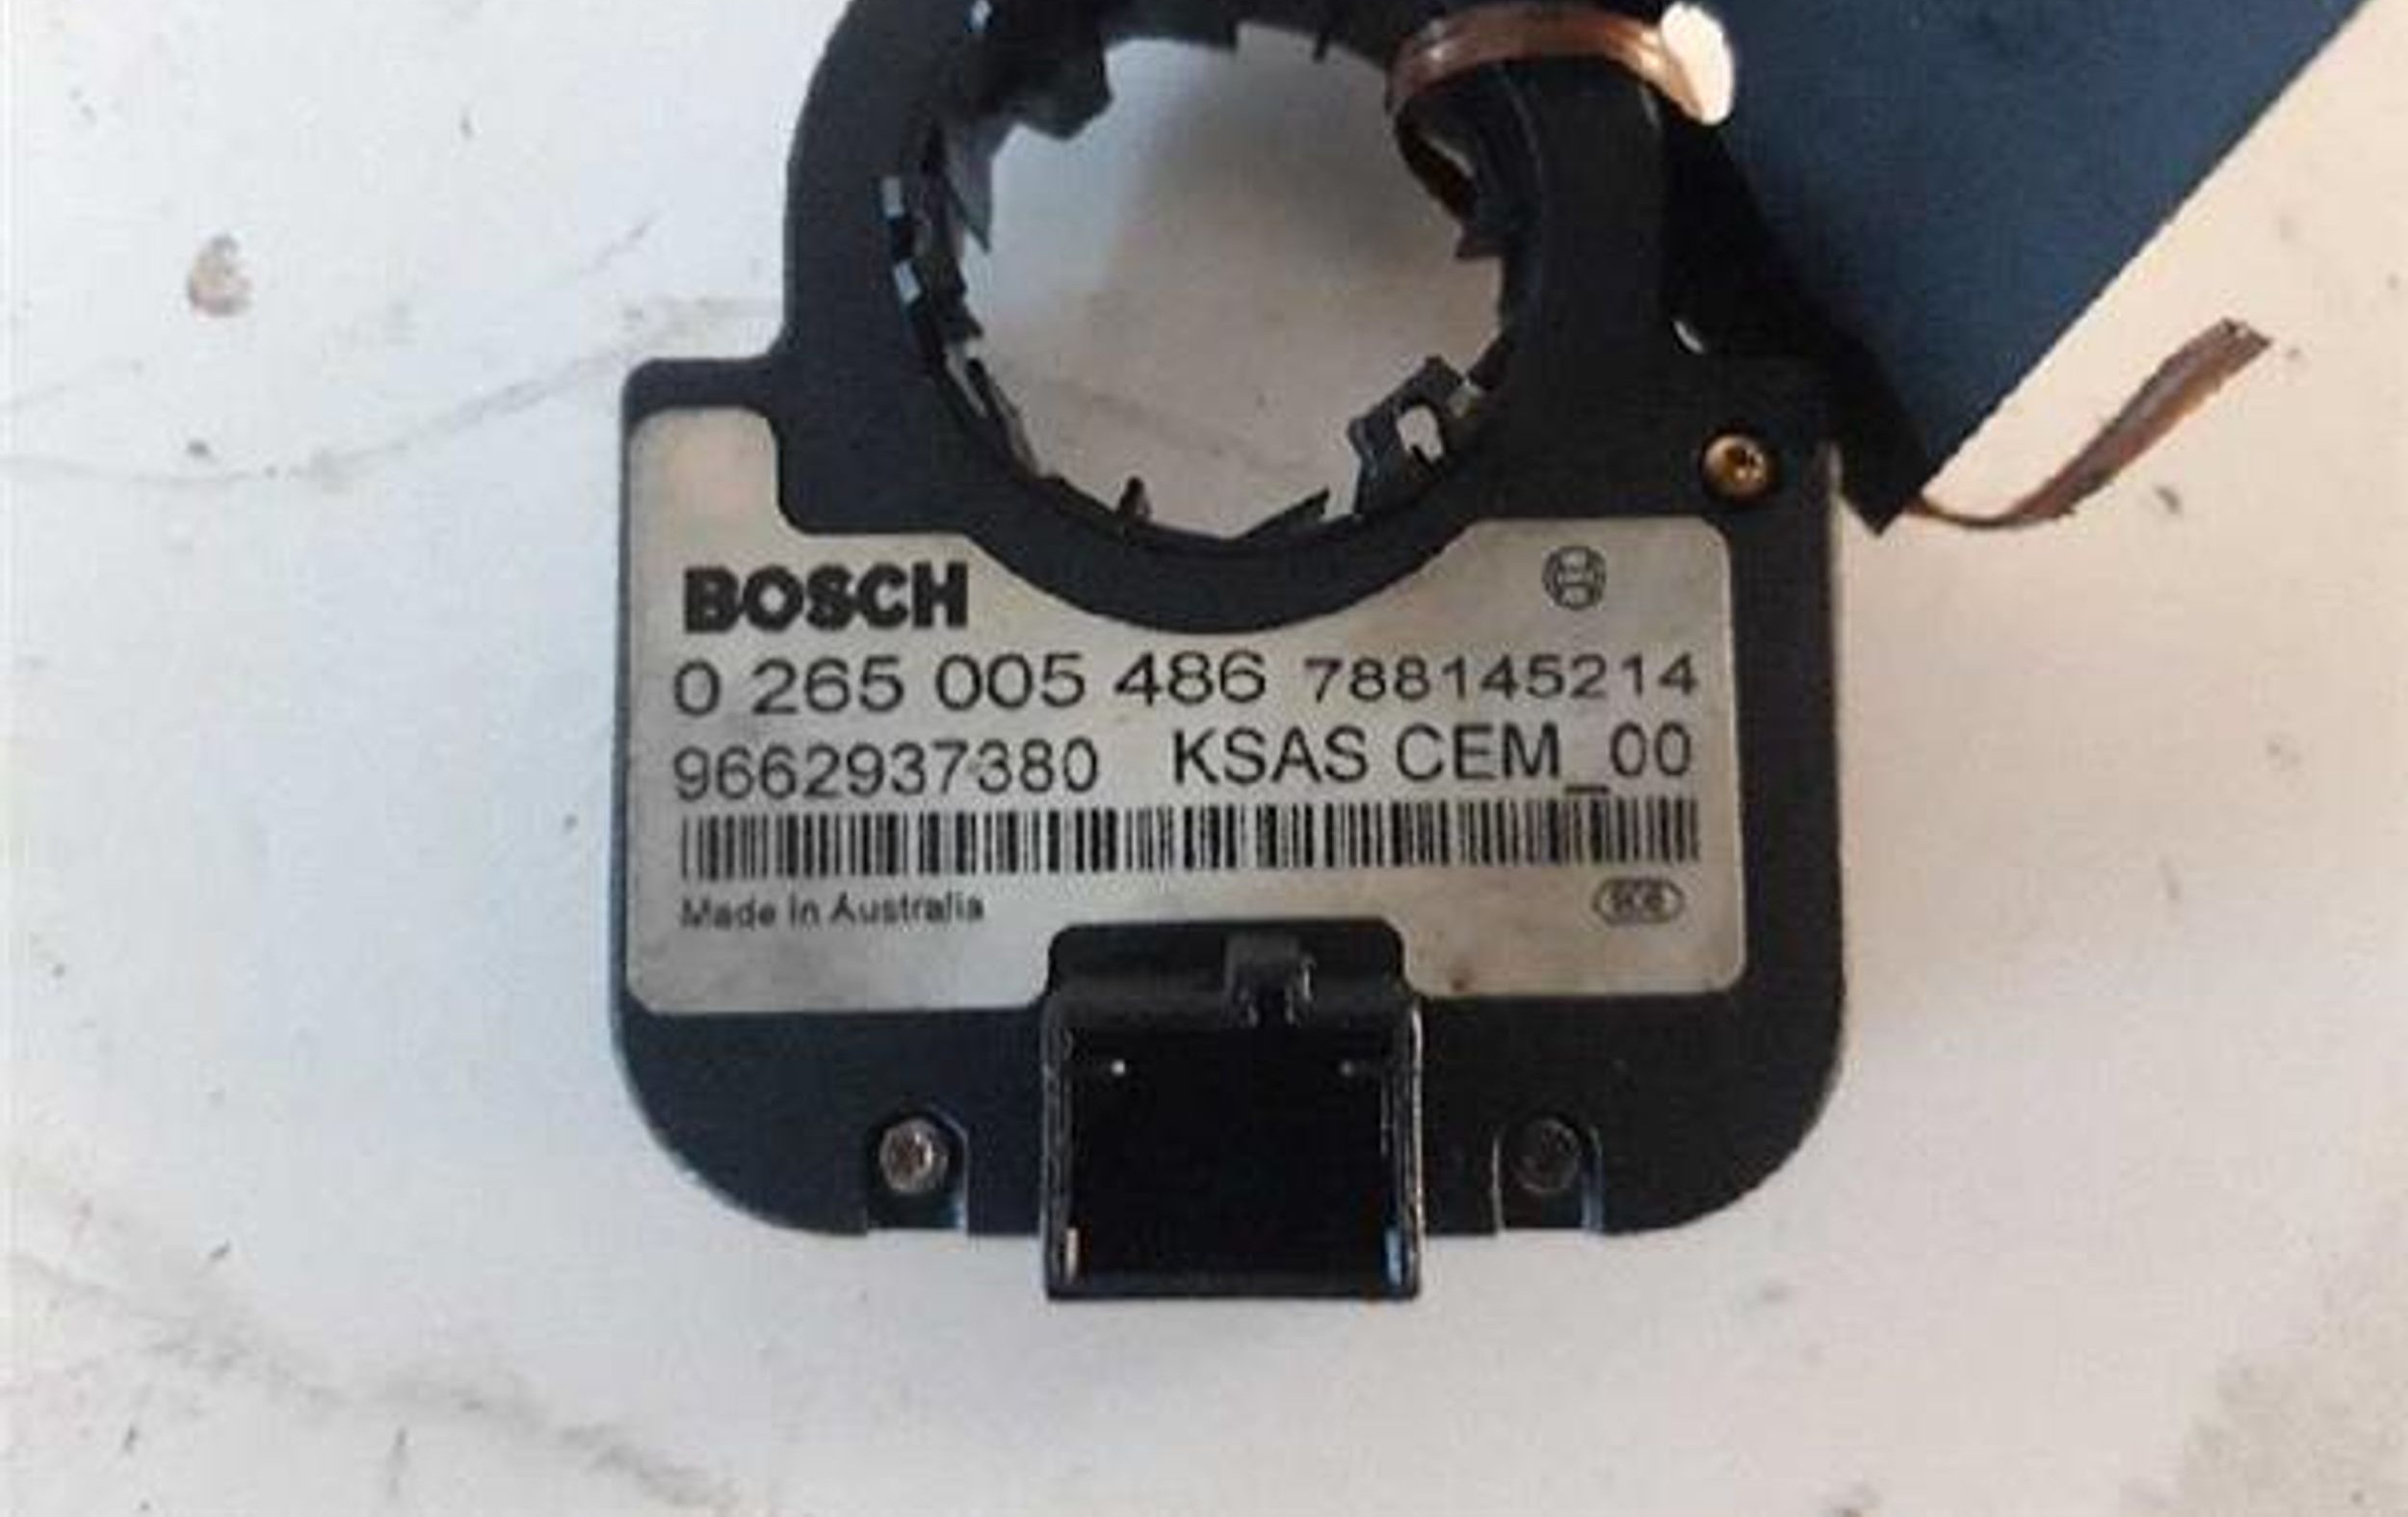 BOSCH
0 265 005 486 788145214
9662937380 KSAS CEM_00
Made in Australia